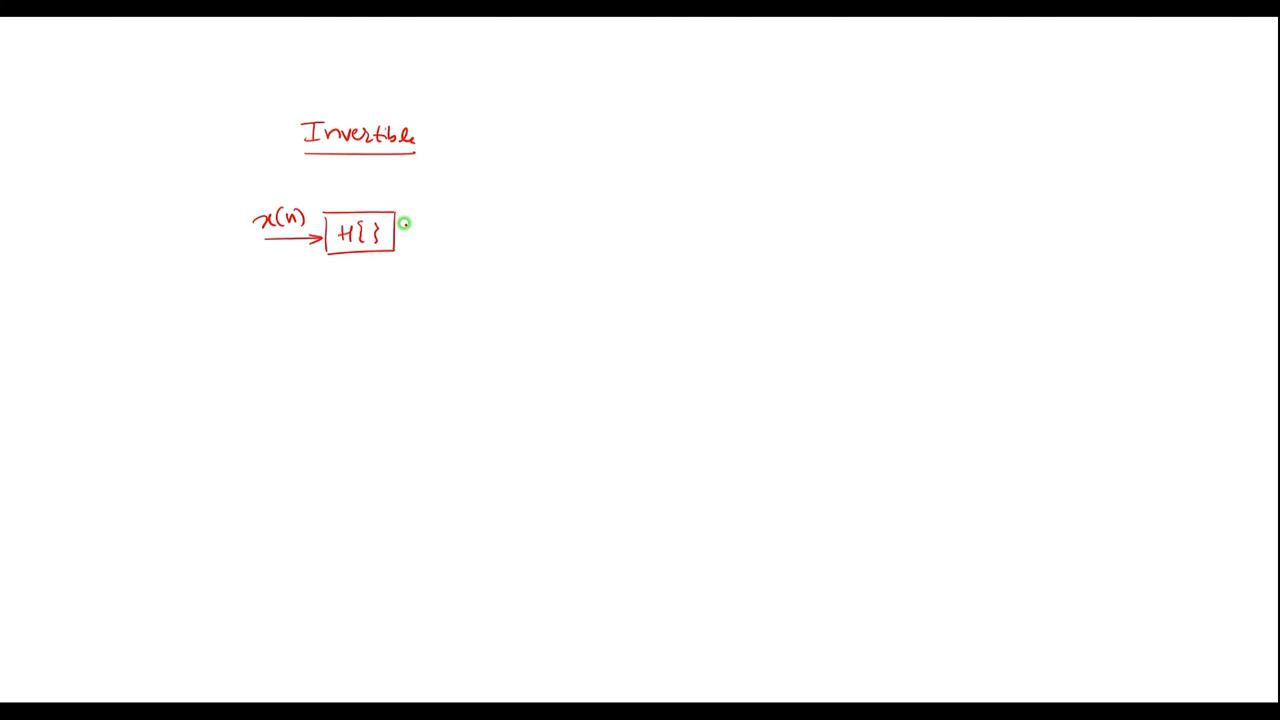 Invertible
x(n)
H{ }